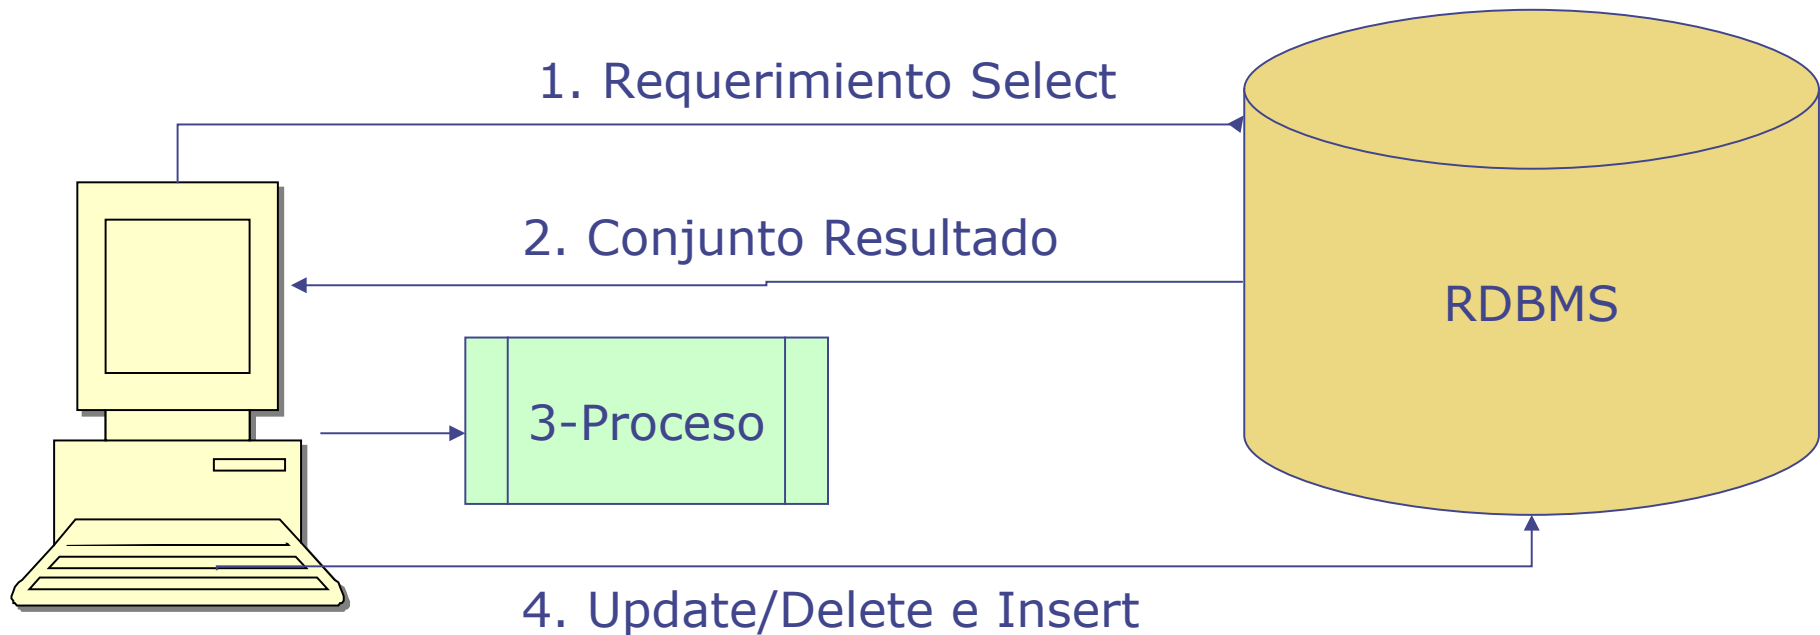 1. Requerimiento Select
2. Conjunto Resultado
RDBMS
3-Proceso
4. Update/Delete e Insert